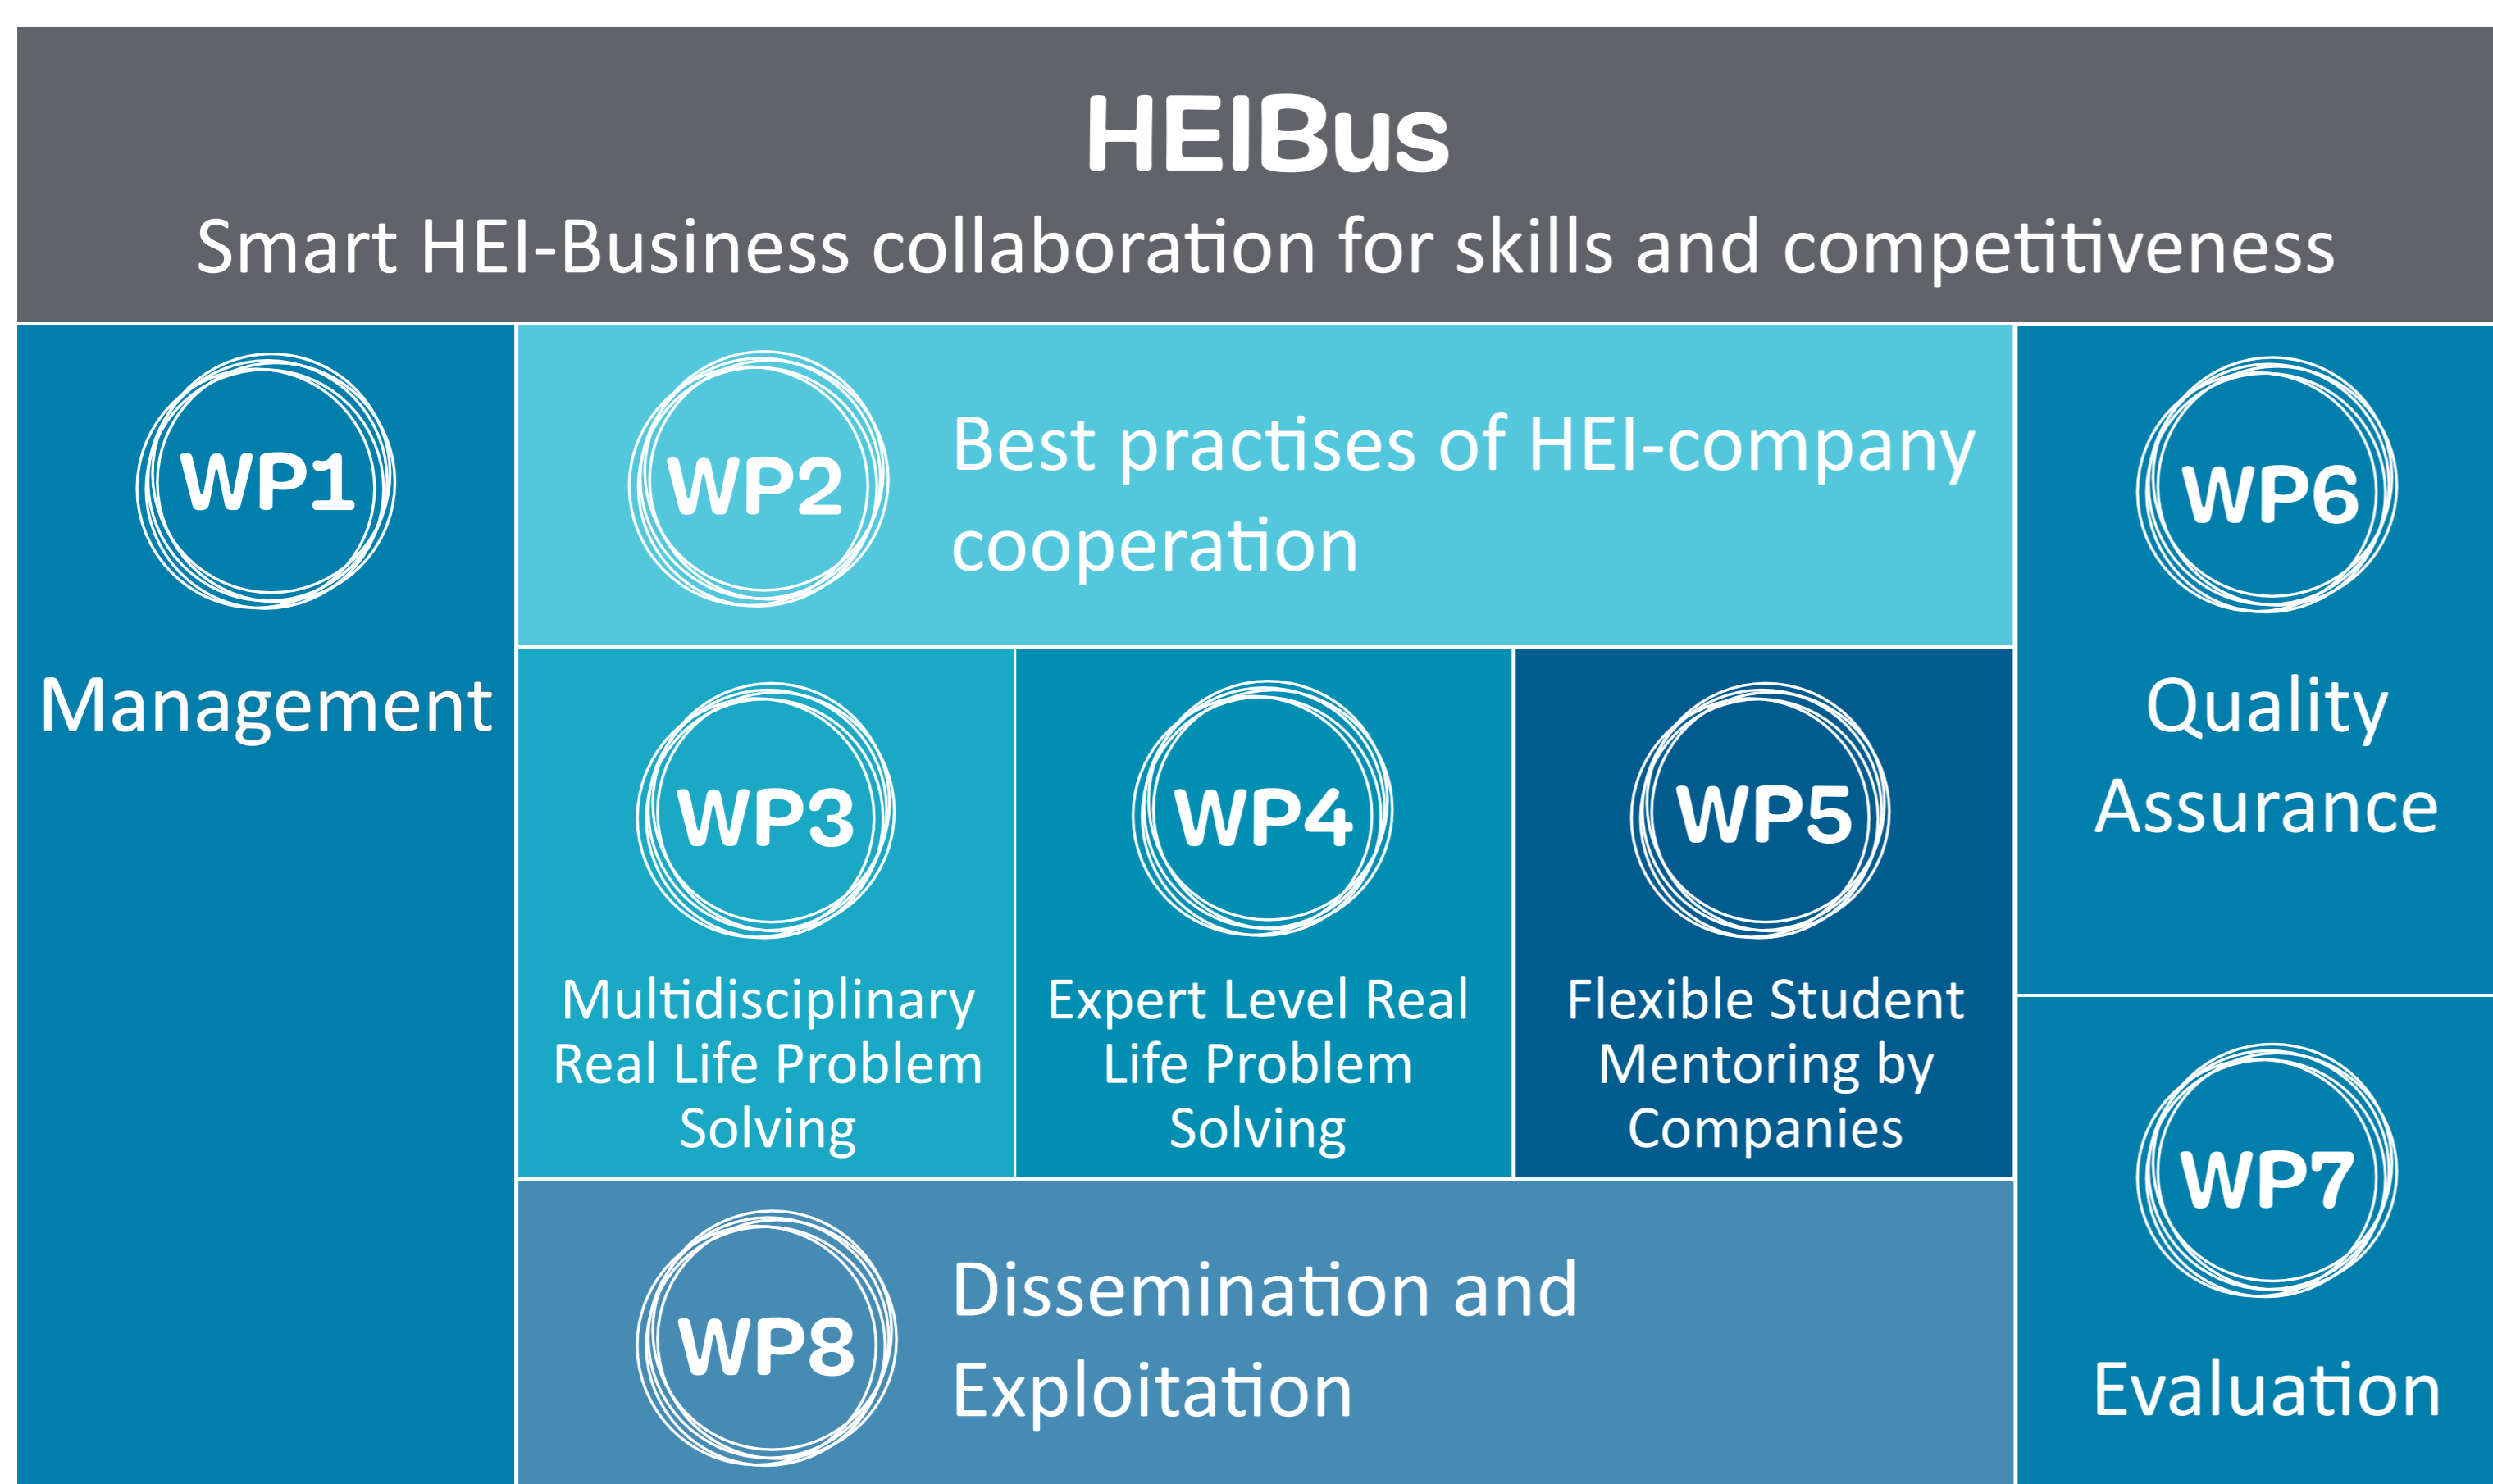 HEIBus
Smart HEI-Business collaboration for skills and competitiveness
WP1
Management
WP2
Best practises of HEI-company
cooperation
WP3
Multidisciplinary
Real Life Problem
Solving
WP4
Expert Level Real
Life Problem
Solving
WP5
Flexible Student
Mentoring by
Companies
WP6
Quality
Assurance
WP7
Evaluation
WP8
Dissemination and
Exploitation